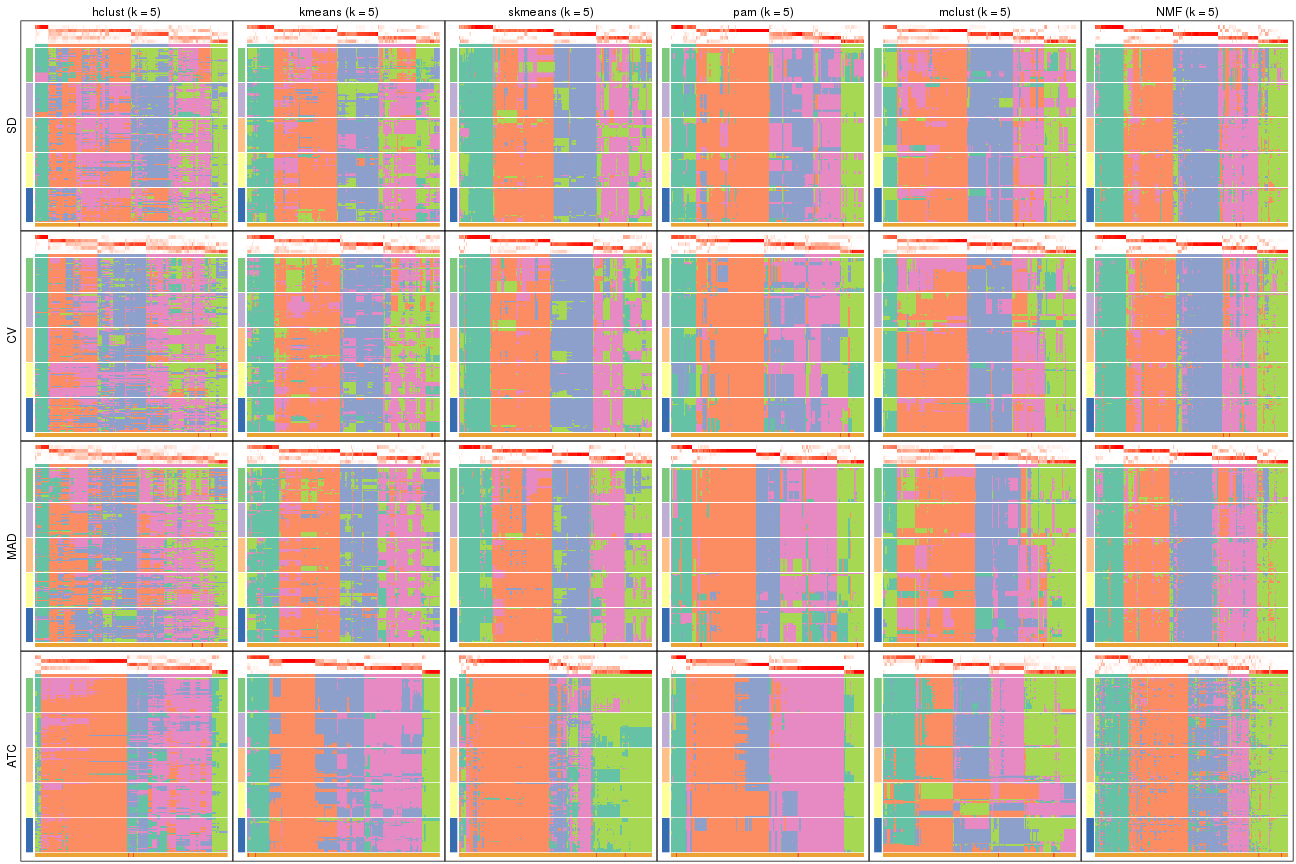 hclust (k = 5)
kmeans (k = 5)
skmeans (k = 5)
pam (k = 5)
mclust (k = 5)
NMF (k = 5)
SD
CV
MAD
ATC